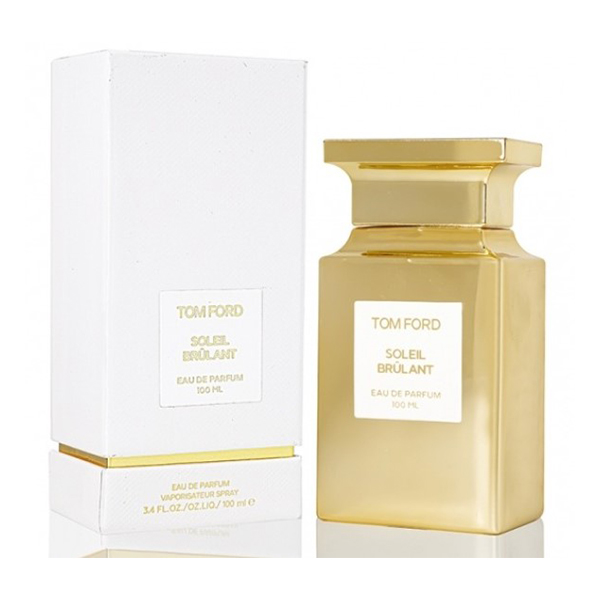 TOM FORD
SOLEIL
BRÛLANT
EAU DE PARFUM
100 ML
EAU DE PARFUM
VAPORISATEUR SPRAY
3.4 FL.OZ./OZ.LIQ./ 100 ml ℮
TOM FORD
SOLEIL
BRÛLANT
EAU DE PARFUM
100 ML